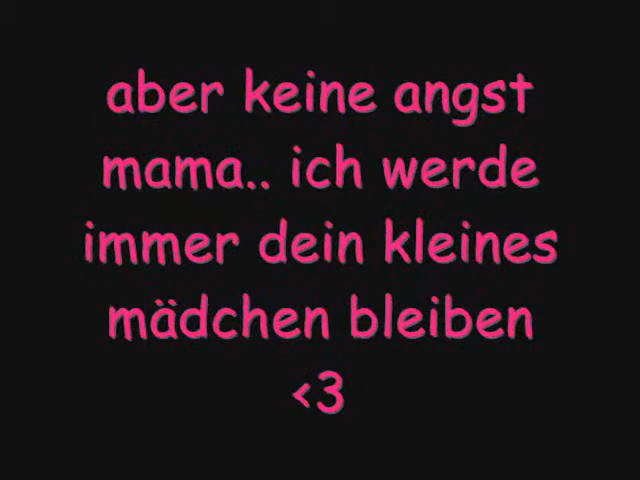 aber keine angst
mama.. ich werde
immer dein kleines
mädchen bleiben
<3